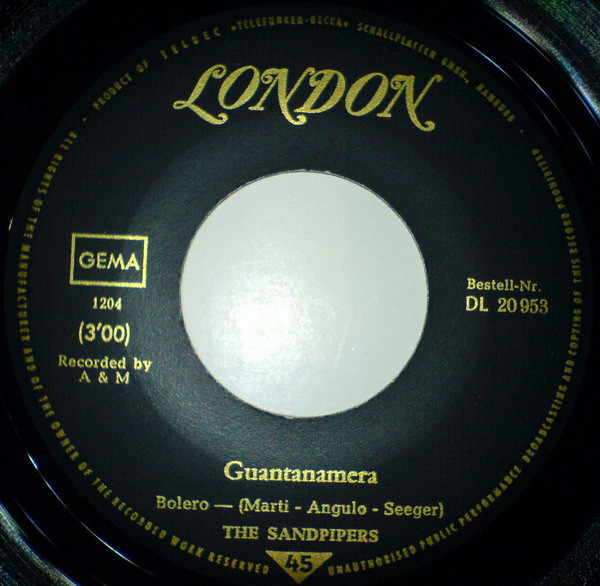 LONDON
· PRODUCT OF TELDEC »TELEFUNKEN-DECCA« SCHALLPLATTEN GMBH., HAMBURG ·
ALL RIGHTS OF THE MANUFACTURER AND OF THE OWNER OF THE RECORDED WORK RESERVED
UNAUTHORISED PUBLIC PERFORMANCE BROADCASTING AND COPYING OF THIS RECORD PROHIBITED
GEMA
1204
(3'00)
Recorded by
A & M
Bestell-Nr.
DL 20 953
Guantanamera
Bolero — (Marti - Angulo - Seeger)
THE SANDPIPERS
45